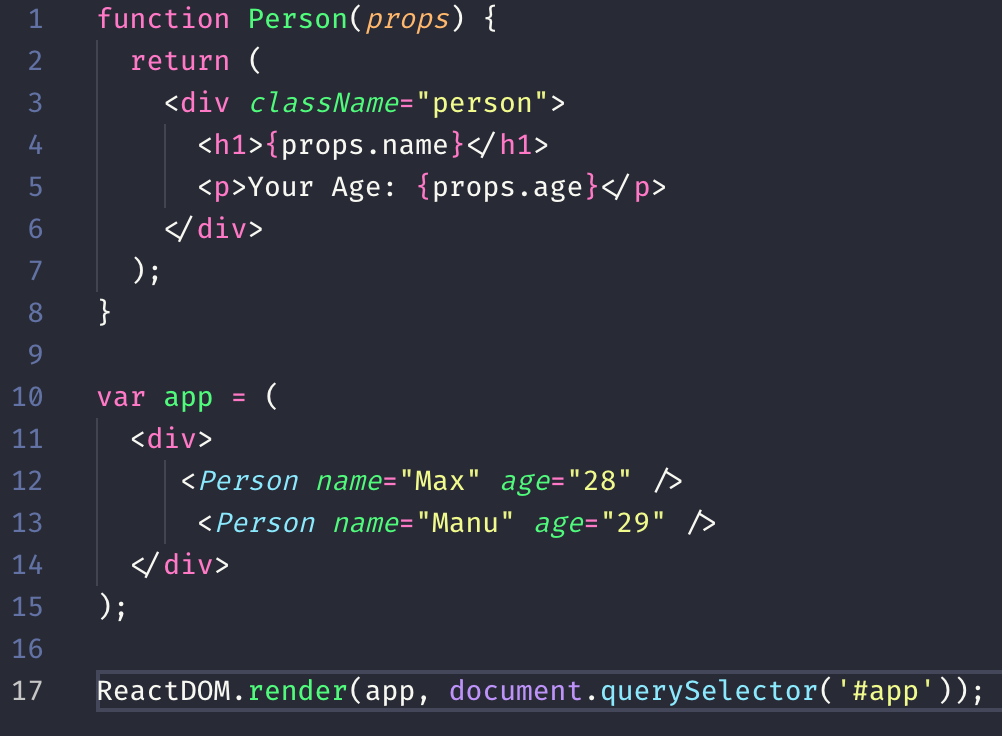 1 function Person(props) {
2   return (
3     <div className="person">
4       <h1>{props.name}</h1>
5       <p>Your Age: {props.age}</p>
6     </div>
7   );
8 }
9
10 var app = (
11   <div>
12      <Person name="Max" age="28" />
13       <Person name="Manu" age="29" />
14   </div>
15 );
16
17 ReactDOM.render(app, document.querySelector('#app'));